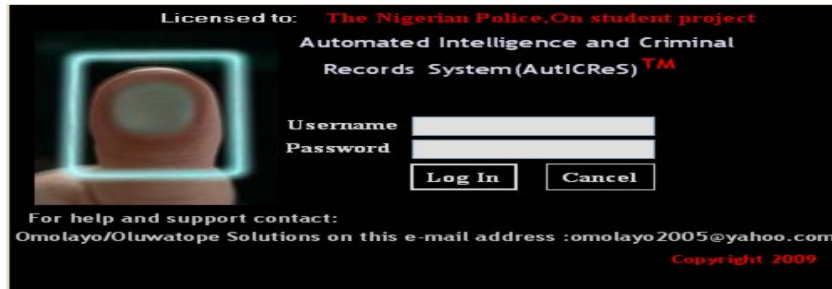 Licensed to: The Nigerian Police,On student project
Automated Intelligence and Criminal
Records System(AutICReS)TM
Username
Password
Log In Cancel
For help and support contact:
Omolayo/Oluwatope Solutions on this e-mail address :omolayo2005@yahoo.com
Copyright 2009